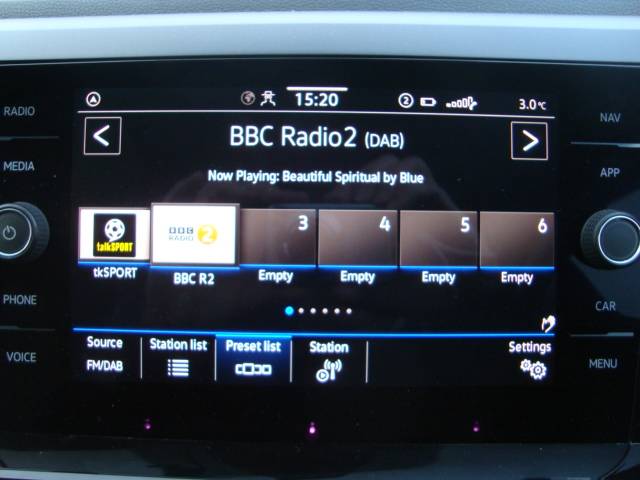 15:20 2 3.0°C
RADIO
NAV
BBC Radio2 (DAB)
MEDIA
APP
Now Playing: Beautiful Spiritual by Blue
talkSPORT BBC RADIO 2 3 4 5 6
tkSPORT BBC R2 Empty Empty Empty Empty
PHONE
CAR
Source Station list Preset list Station Settings
FM/DAB
VOICE
MENU